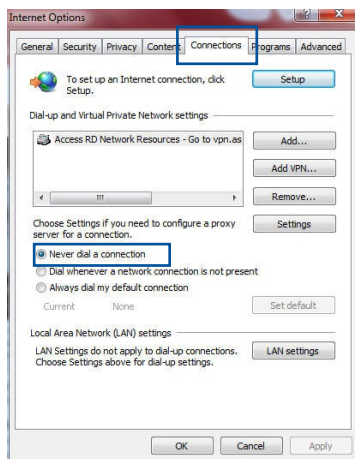 Internet Options
General Security Privacy Content Connections Programs Advanced
To set up an Internet connection, click
Setup.
Setup
Dial-up and Virtual Private Network settings
Access RD Network Resources - Go to vpn.as
Add...
Add VPN...
Remove...
Choose Settings if you need to configure a proxy
server for a connection.
Settings
Never dial a connection
Dial whenever a network connection is not present
Always dial my default connection
Current None
Set default
Local Area Network (LAN) settings
LAN Settings do not apply to dial-up connections.
Choose Settings above for dial-up settings.
LAN settings
OK Cancel Apply